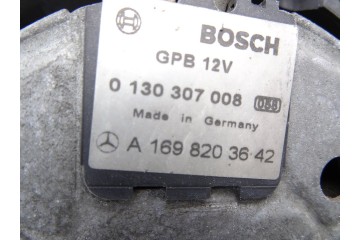 BOSCH
GPB 12V
0 130 307 008 058
Made in Germany
A 169 820 36 42